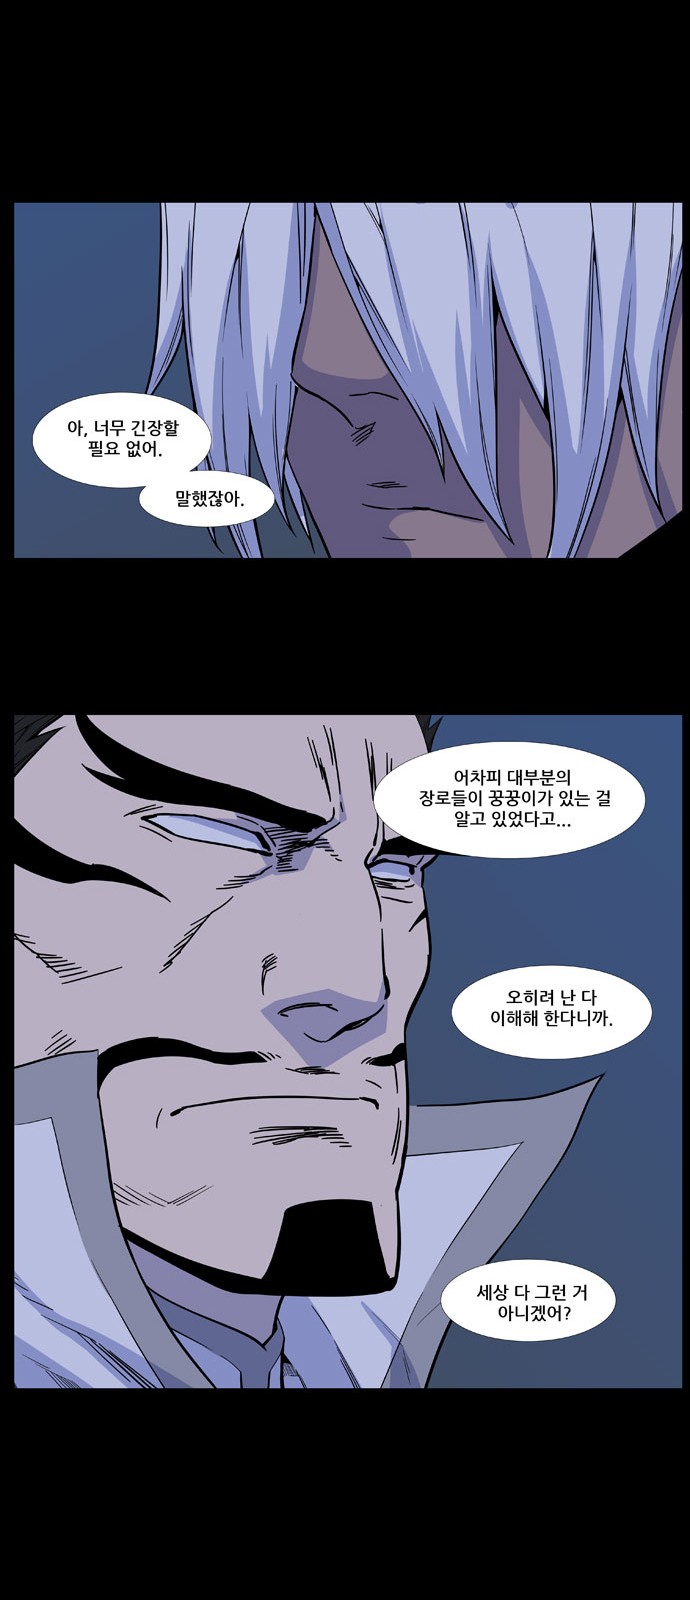 아, 너무 긴장할
필요 없어.
말했잖아.
어차피 대부분의
장로들이 꿍꿍이가 있는 걸
알고 있었다고...
오히려 난 다
이해해 한다니까.
세상 다 그런 거
아니겠어?